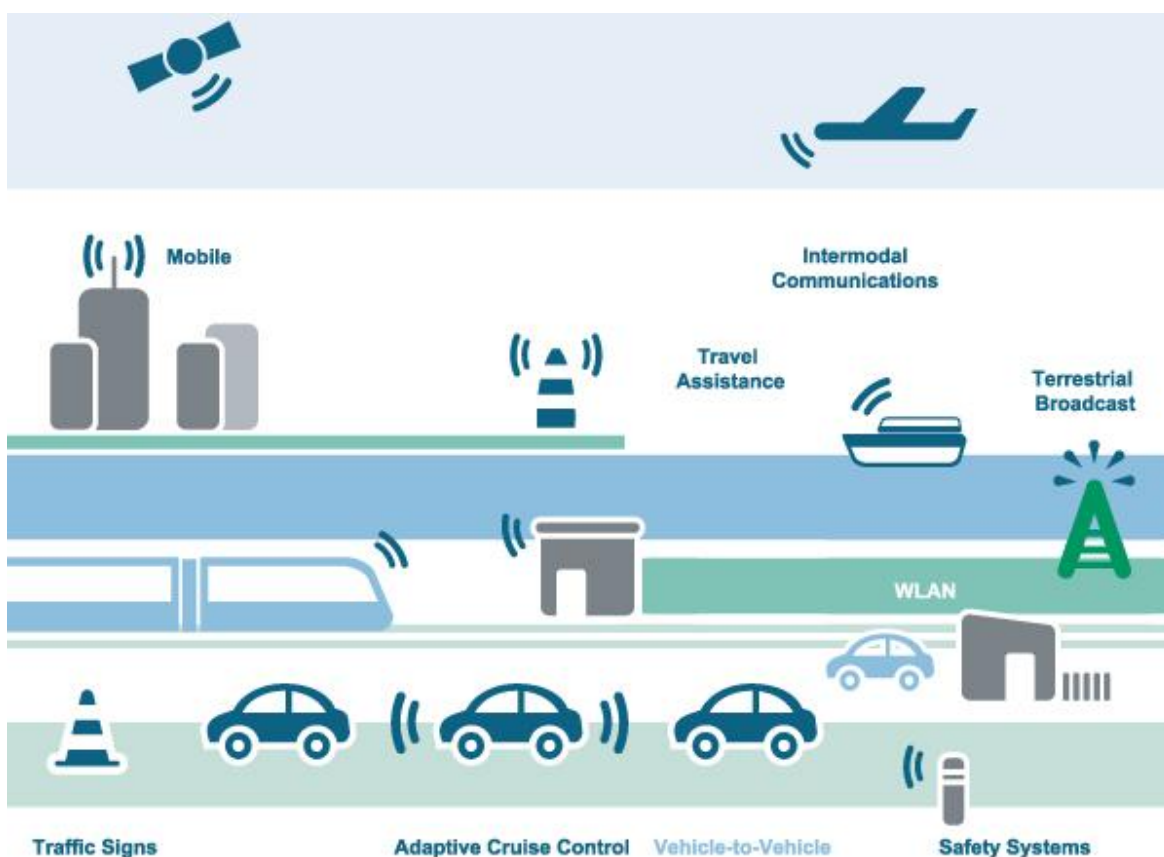 Mobile
Intermodal
Communications
Travel
Assistance
Terrestrial
Broadcast
WLAN
Traffic Signs
Adaptive Cruise Control
Vehicle-to-Vehicle
Safety Systems